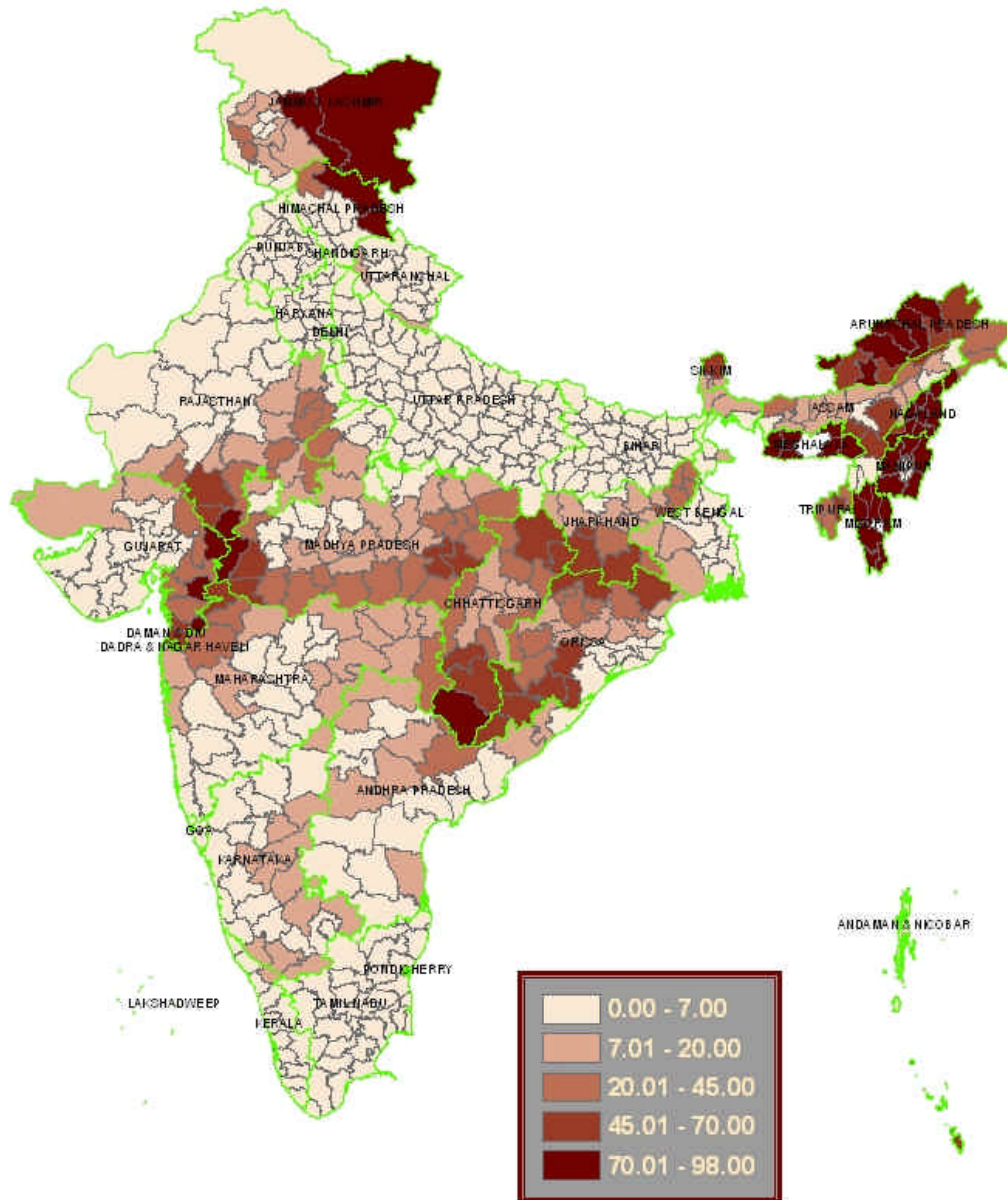 JAMMU & KASHMIR
HIMACHAL PRADESH
PUNJAB
CHANDIGARH
UTTARANCHAL
HARYANA
DELHI
ARUNACHAL PRADESH
SIKKIM
RAJASTHAN
UTTAR PRADESH
ASSAM
NAGALAND
BIHAR
MEGHALAYA
MANIPUR
TRIPURA
MIZORAM
JHARKHAND
WEST BENGAL
GUJARAT
MADHYA PRADESH
CHHATTISGARH
DAMAN & DIU
DADRA & NAGAR HAVELI
ORISSA
MAHARASHTRA
ANDHRA PRADESH
GOA
KARNATAKA
ANDAMAN & NICOBAR
PONDICHERRY
LAKSHADWEEP
TAMIL NADU
KERALA
0.00 - 7.00
7.01 - 20.00
20.01 - 45.00
45.01 - 70.00
70.01 - 98.00